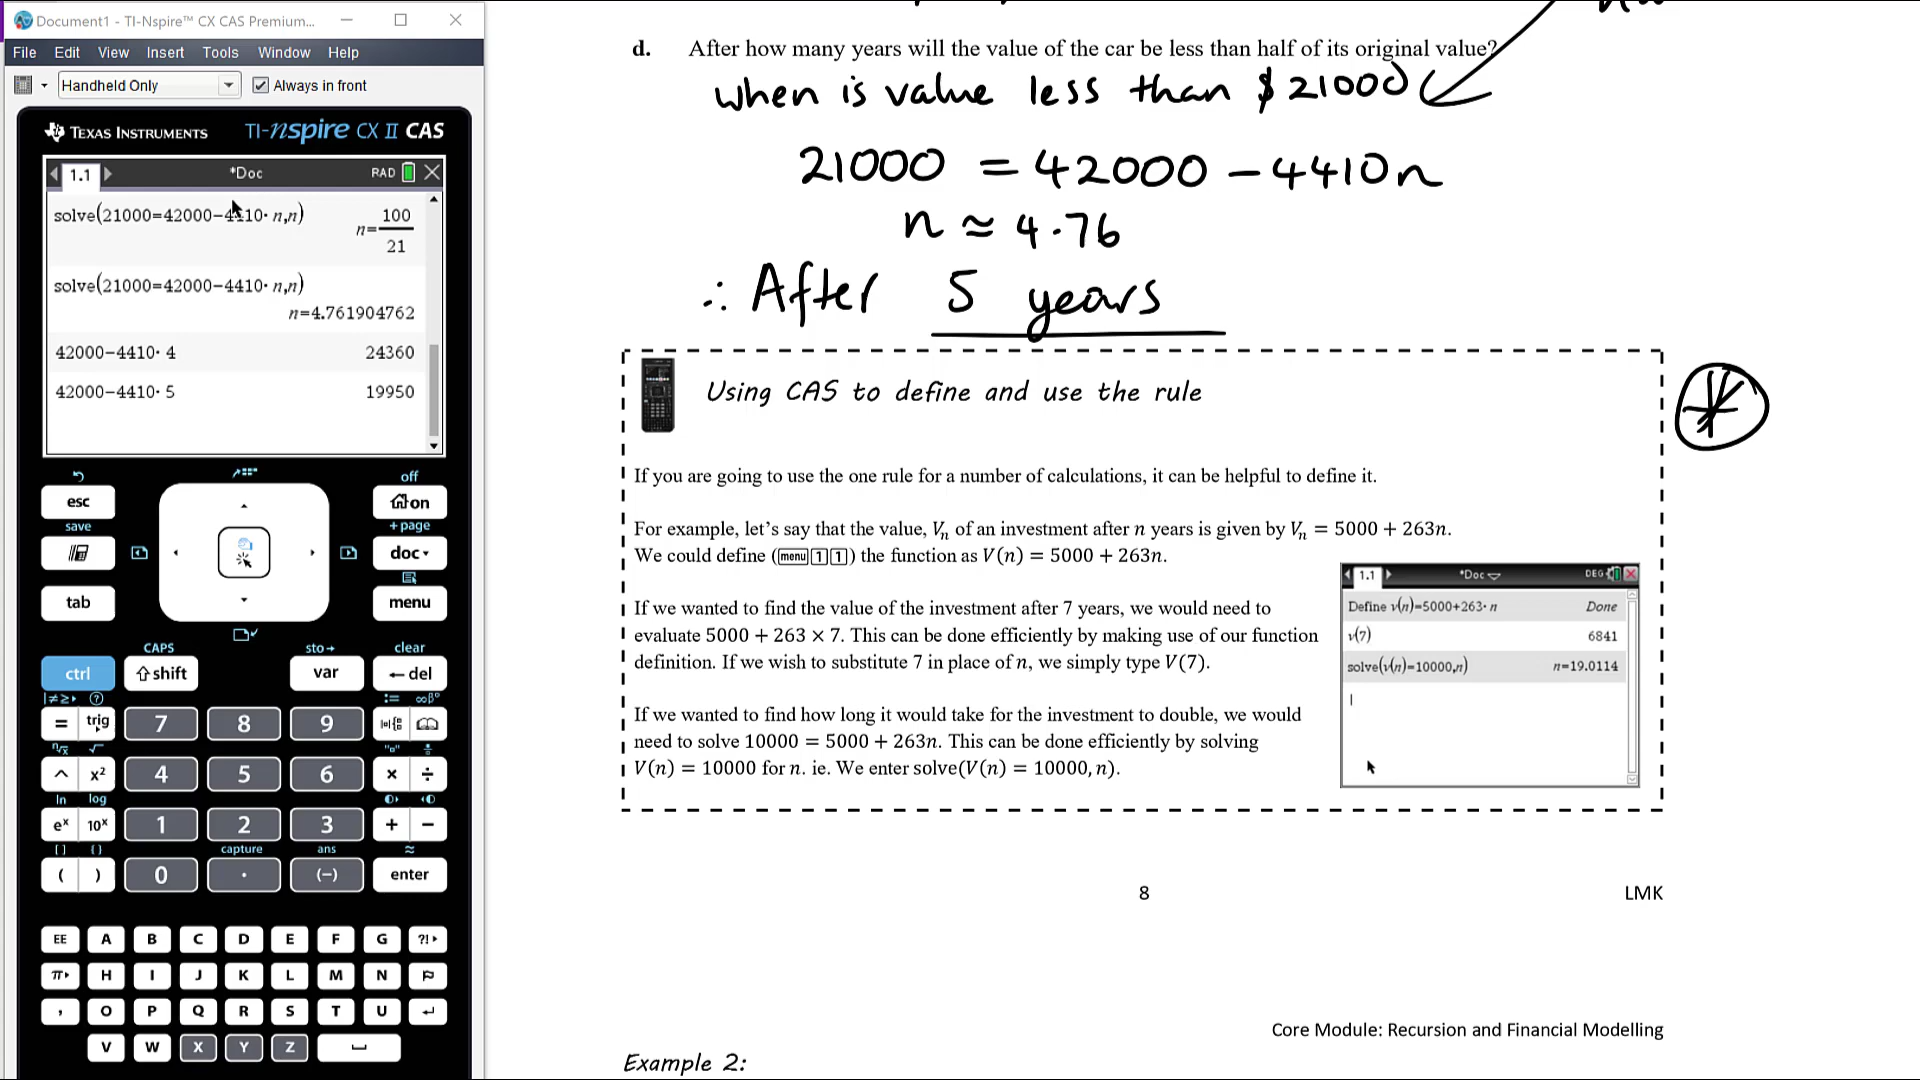 Document1 - TI-Nspire™ CX CAS Premium...
File Edit View Insert Tools Window Help
Handheld Only Always in front
TEXAS INSTRUMENTS TI-nspire CX II CAS
1.1 *Doc RAD
solve(21000=42000−4410· n,n)
n=100/21
solve(21000=42000−4410· n,n)
n=4.761904762
42000−4410· 4 24360
42000−4410· 5 19950
off
esc on
save + page
doc
tab menu
CAPS sto→ clear
ctrl shift var ←del
= trig 7 8 9
^ x² 4 5 6 × ÷
ln log
eˣ 10ˣ 1 2 3 + −
[ ] { } capture ans ≈
( ) 0 . (−) enter
EE A B C D E F G ?!▸
π▸ H I J K L M N
, O P Q R S T U
V W X Y Z
d. After how many years will the value of the car be less than half of its original value?
when is value less than $21000
21000 = 42000 − 4410n
n ≈ 4.76
∴ After 5 years
Using CAS to define and use the rule
If you are going to use the one rule for a number of calculations, it can be helpful to define it.
For example, let's say that the value, Vₙ of an investment after n years is given by Vₙ = 5000 + 263n.
We could define (menu 1 1) the function as V(n) = 5000 + 263n.
If we wanted to find the value of the investment after 7 years, we would need to
evaluate 5000 + 263 × 7. This can be done efficiently by making use of our function
definition. If we wish to substitute 7 in place of n, we simply type V(7).
If we wanted to find how long it would take for the investment to double, we would
need to solve 10000 = 5000 + 263n. This can be done efficiently by solving
V(n) = 10000 for n. ie. We enter solve(V(n) = 10000, n).
1.1 *Doc DEG
Define v(n)=5000+263· n Done
v(7) 6841
solve(v(n)=10000,n) n=19.0114
8 LMK
Core Module: Recursion and Financial Modelling
Example 2: